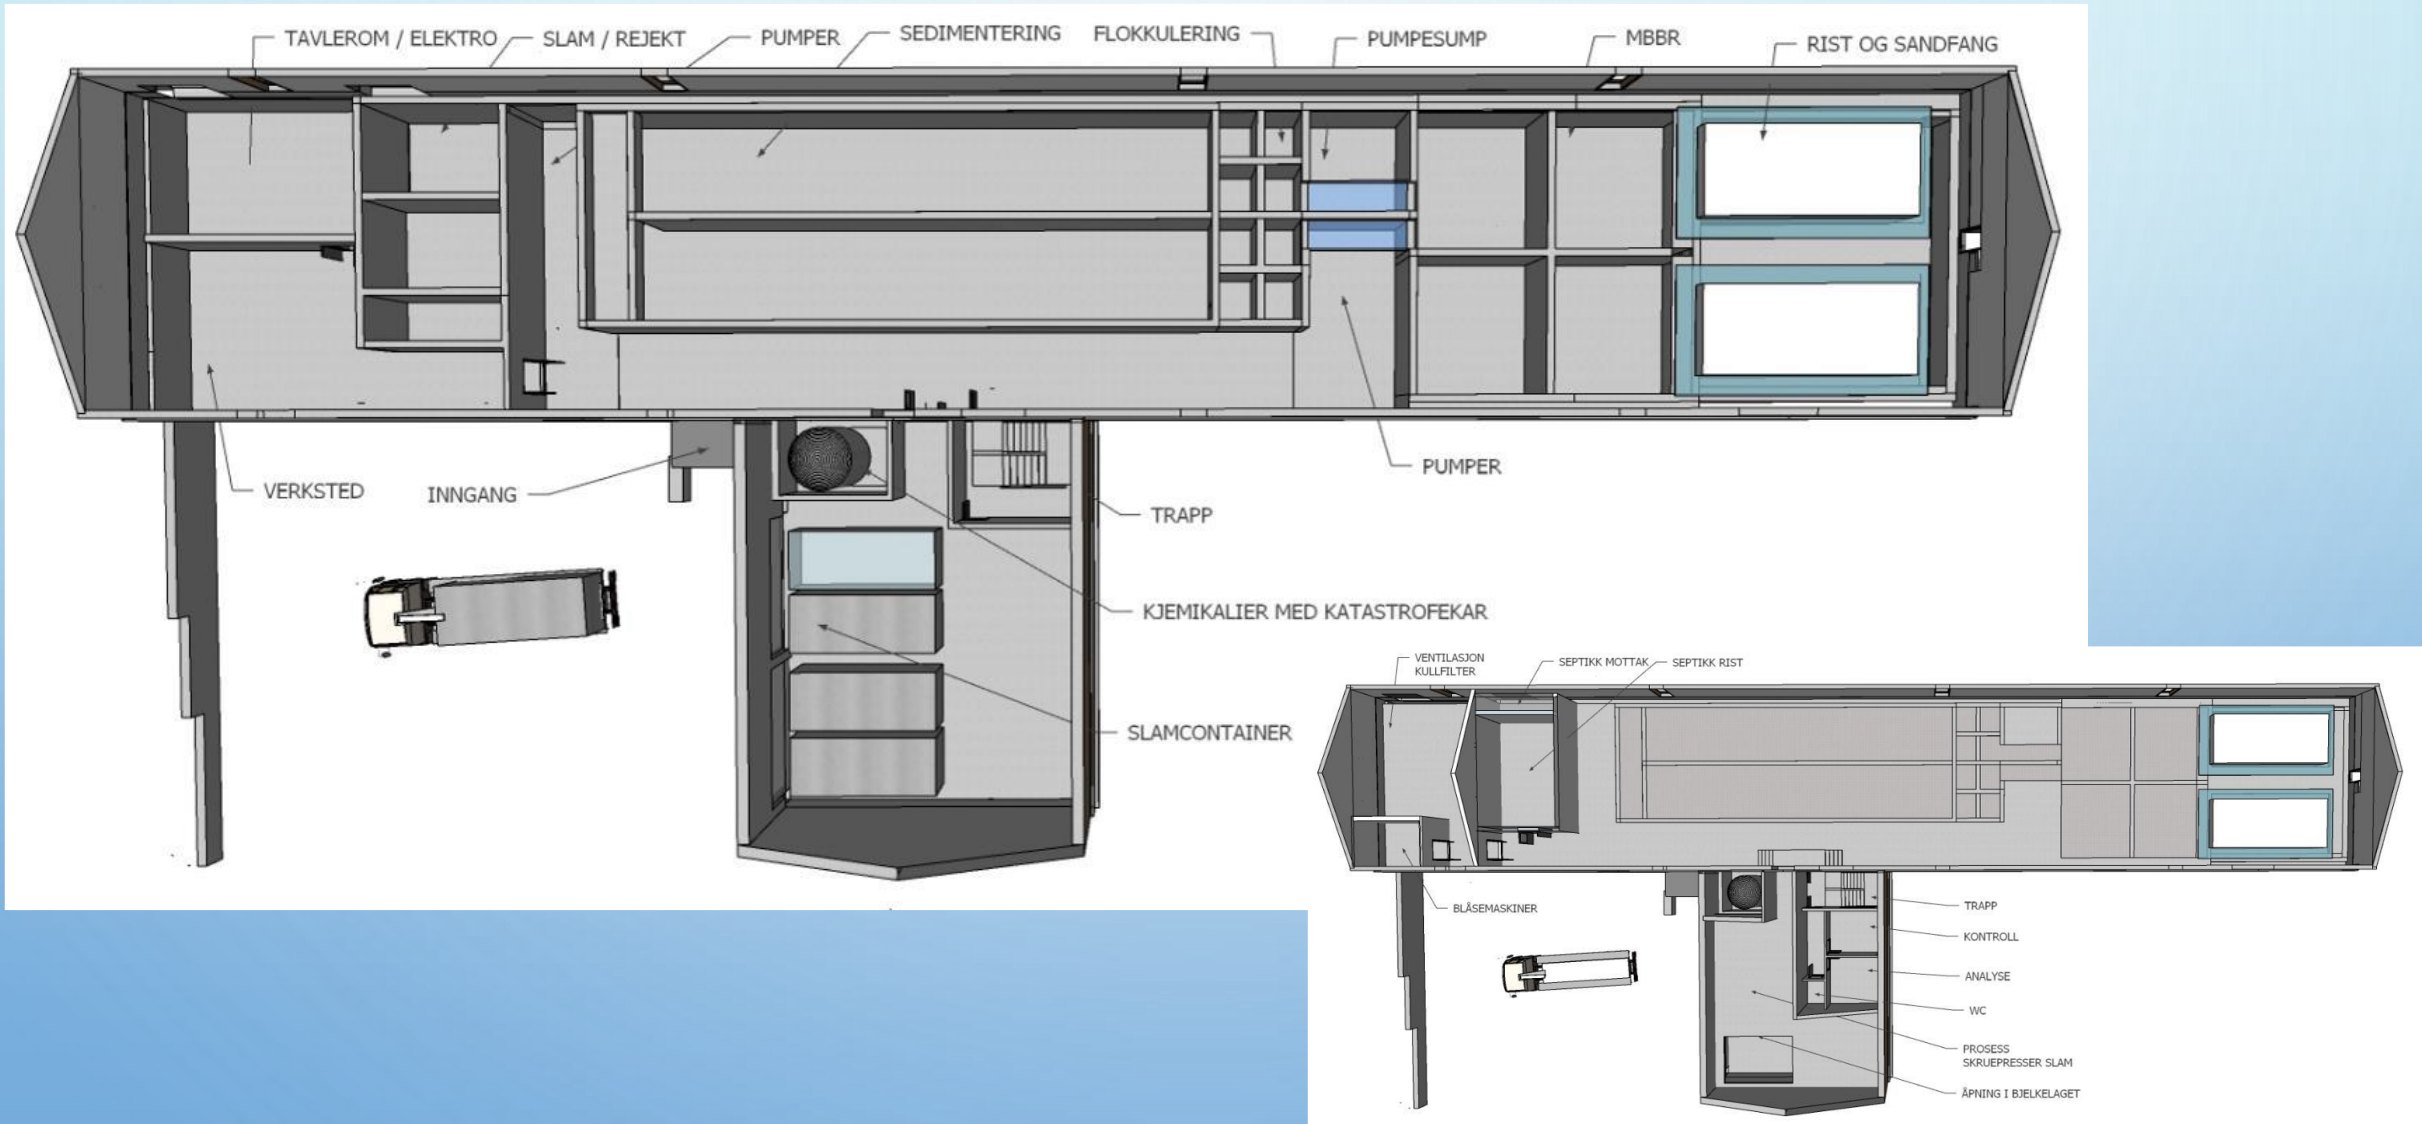 TAVLEROM / ELEKTRO
SLAM / REJEKT
PUMPER
SEDIMENTERING
FLOKKULERING
PUMPESUMP
MBBR
RIST OG SANDFANG
VERKSTED
INNGANG
PUMPER
TRAPP
KJEMIKALIER MED KATASTROFEKAR
SLAMCONTAINER
VENTILASJON
KULLFILTER
SEPTIKK MOTTAK
SEPTIKK RIST
BLÅSEMASKINER
TRAPP
KONTROLL
ANALYSE
WC
PROSESS
SKRUEPRESSER SLAM
ÅPNING I BJELKELAGET